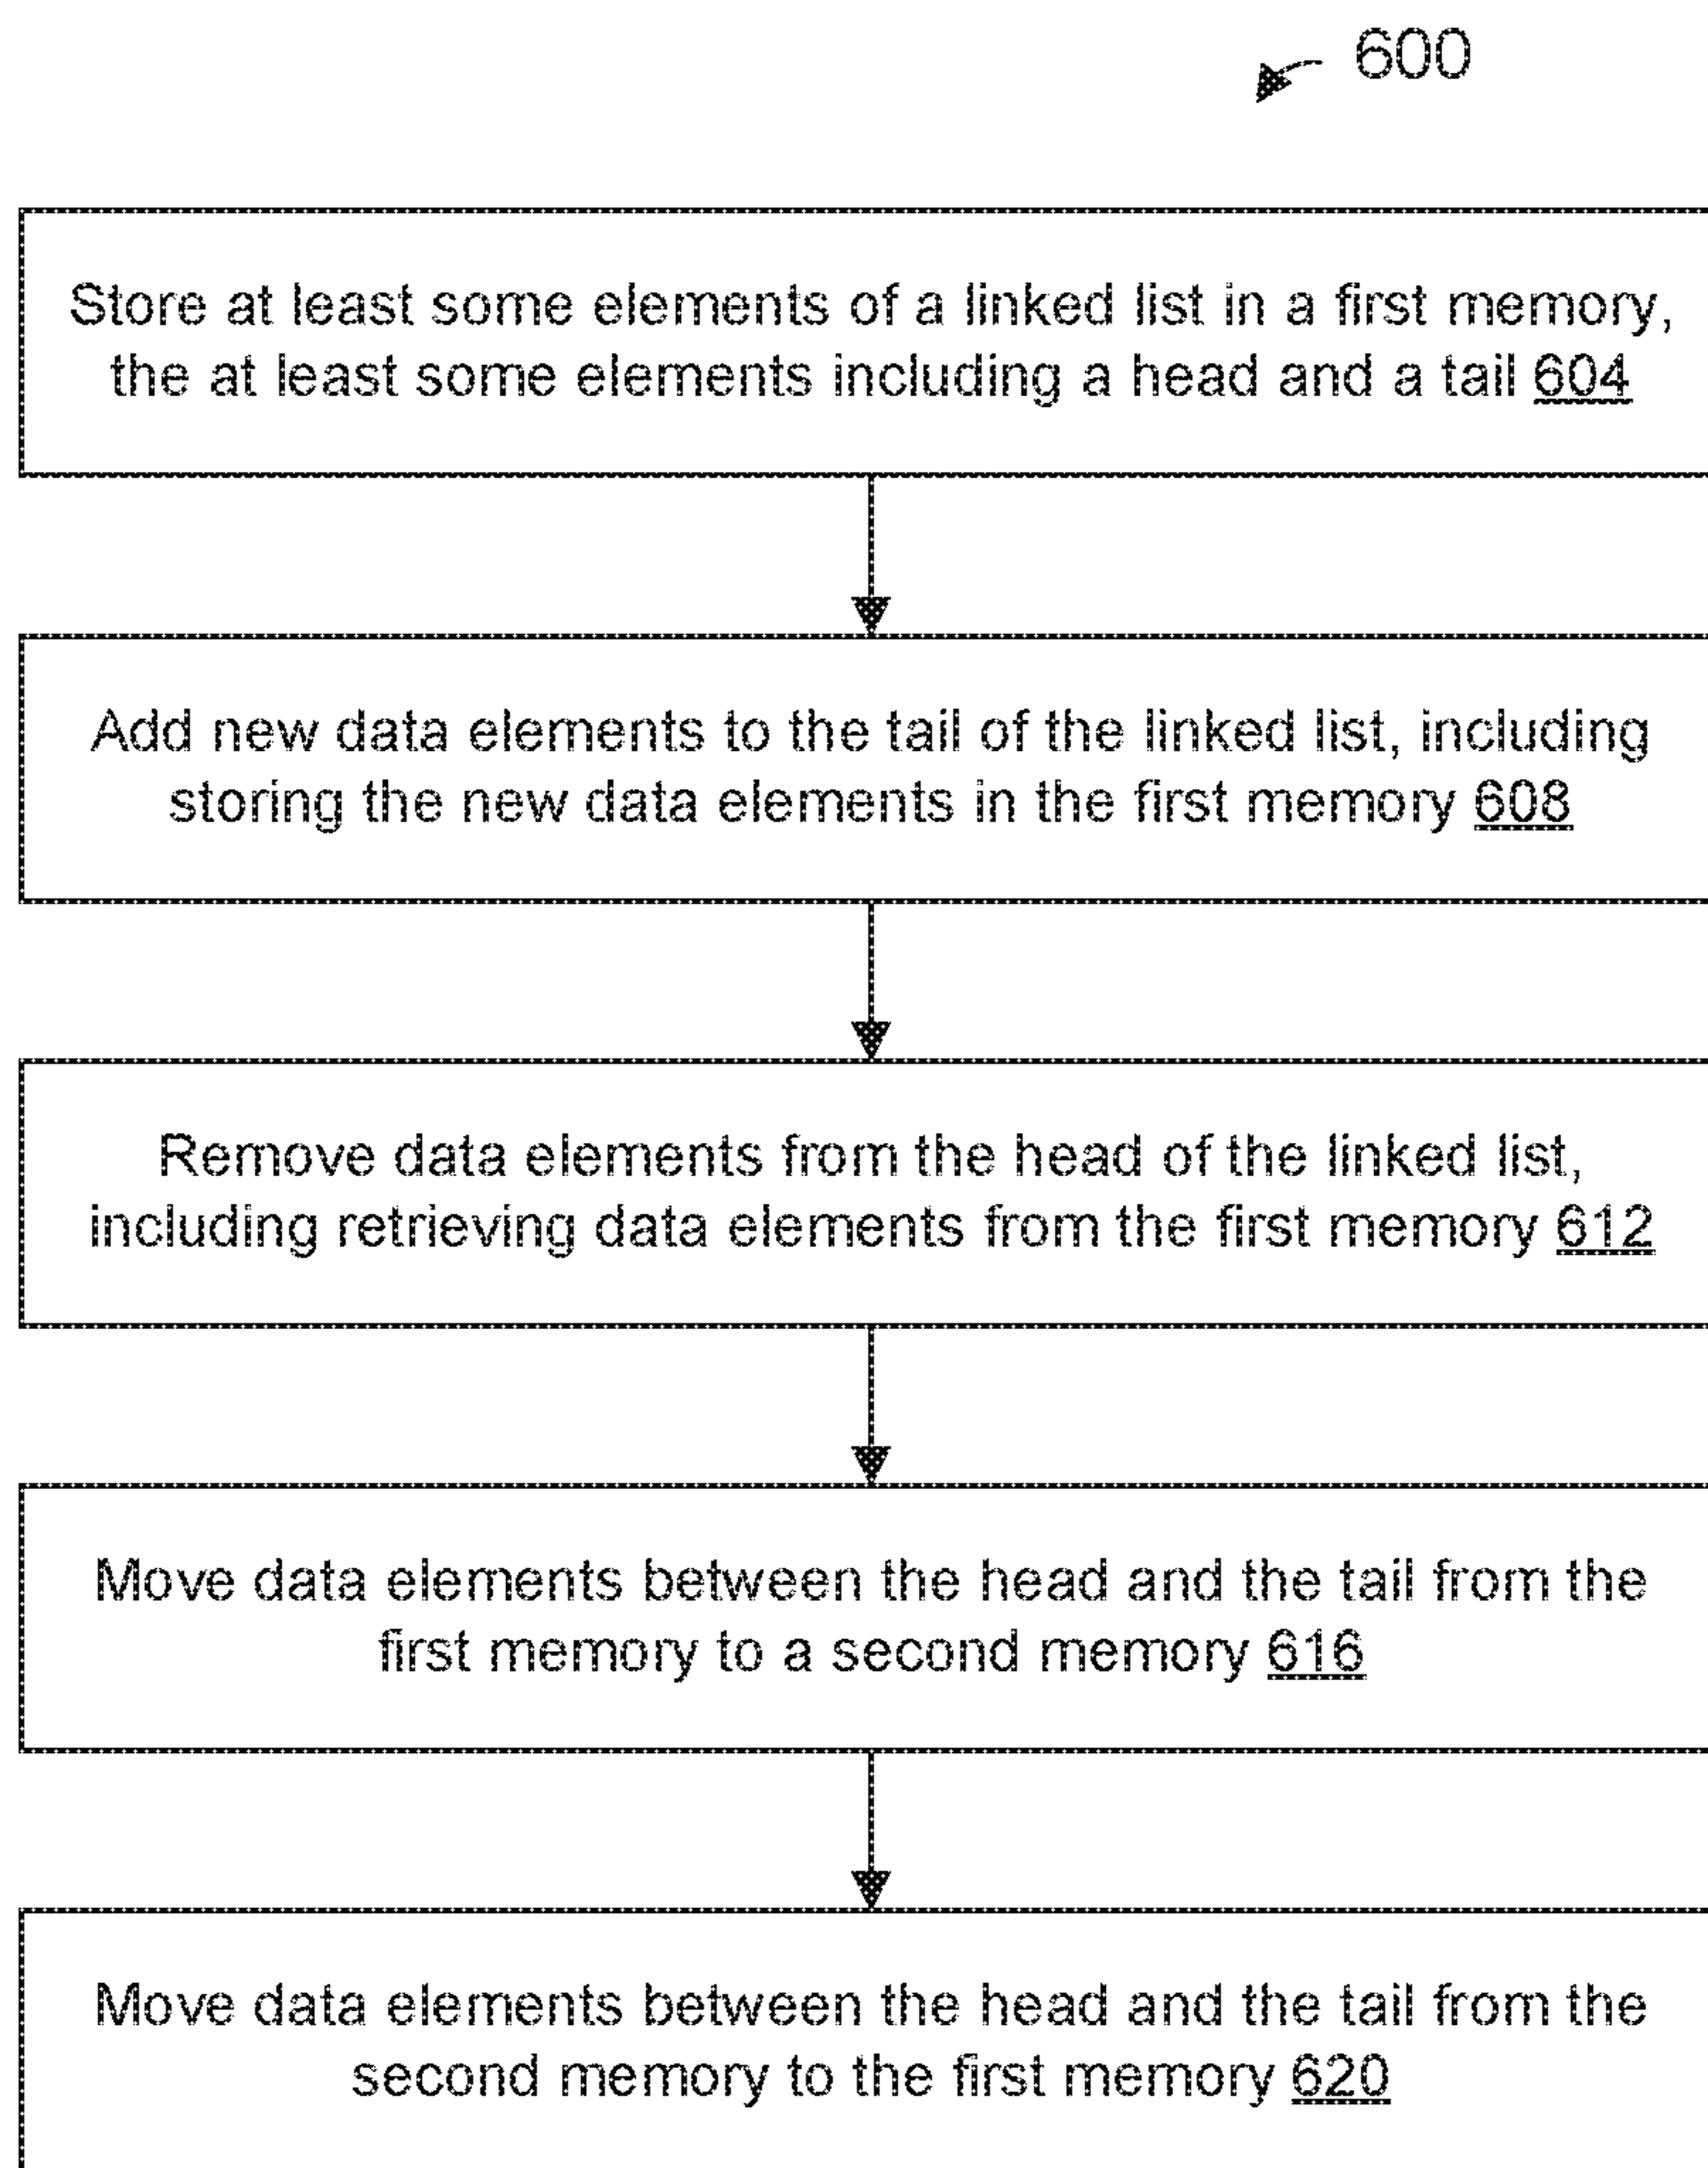 600
Store at least some elements of a linked list in a first memory,
the at least some elements including a head and a tail 604
Add new data elements to the tail of the linked list, including
storing the new data elements in the first memory 608
Remove data elements from the head of the linked list,
including retrieving data elements from the first memory 612
Move data elements between the head and the tail from the
first memory to a second memory 616
Move data elements between the head and the tail from the
second memory to the first memory 620